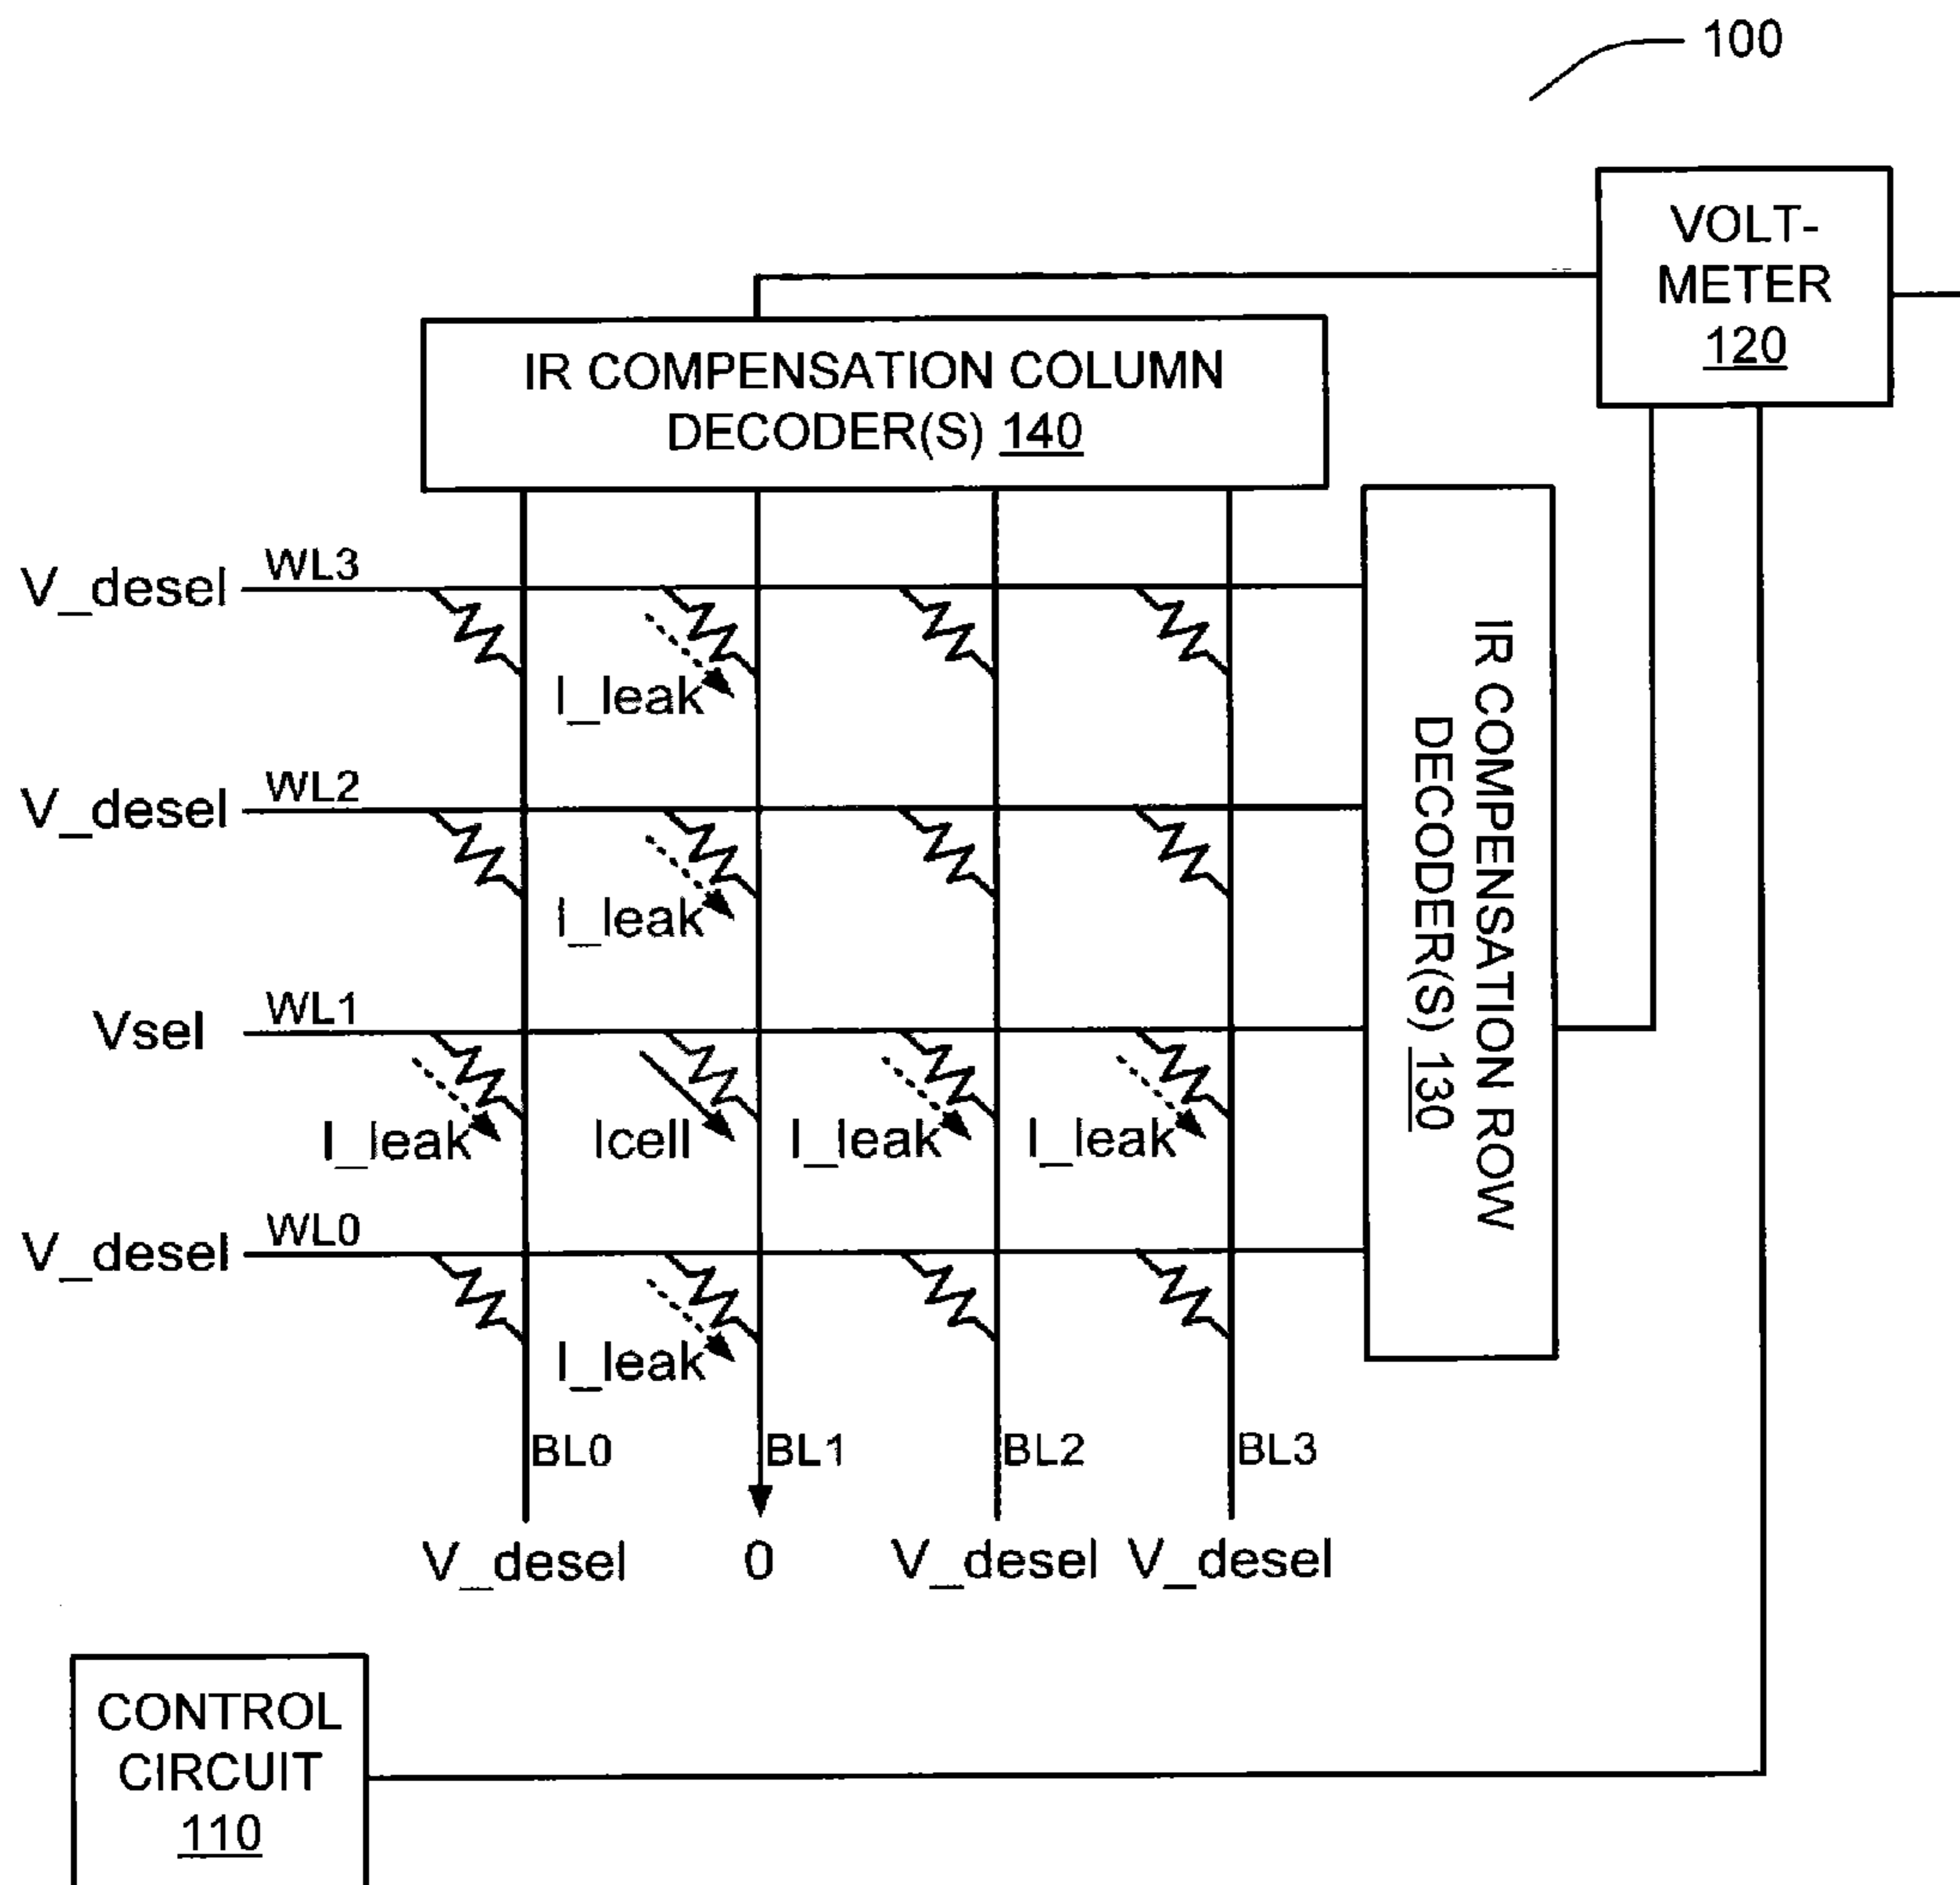 100
VOLT-
METER
120
IR COMPENSATION COLUMN
DECODER(S) 140
WL3
V_desel
I_leak
WL2
V_desel
I_leak
IR COMPENSATION ROW
DECODER(S) 130
WL1
Vsel
I_leak Icell I_leak I_leak
WL0
V_desel
I_leak
BL0 BL1 BL2 BL3
V_desel 0 V_desel V_desel
CONTROL
CIRCUIT
110